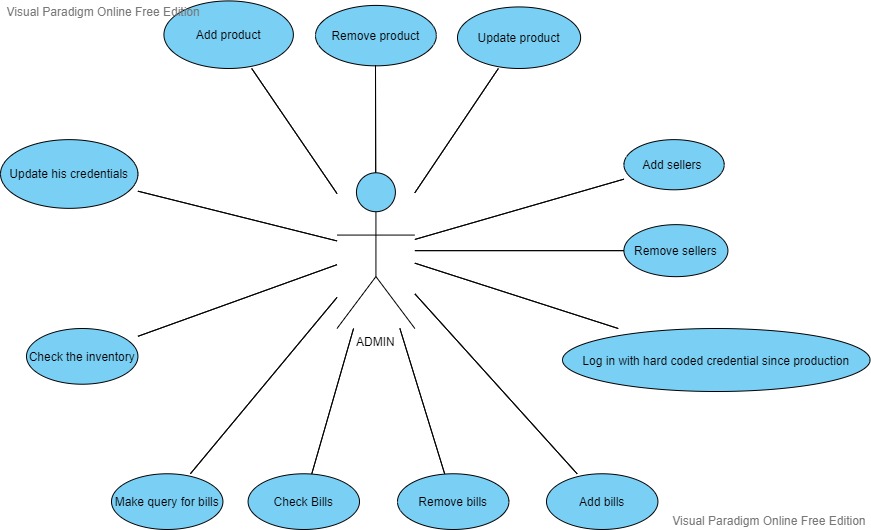 Visual Paradigm Online Free Edition
Add product
Remove product
Update product
Add sellers
Update his credentials
Remove sellers
ADMIN
Check the inventory
Log in with hard coded credential since production
Make query for bills
Check Bills
Remove bills
Add bills
Visual Paradigm Online Free Edition